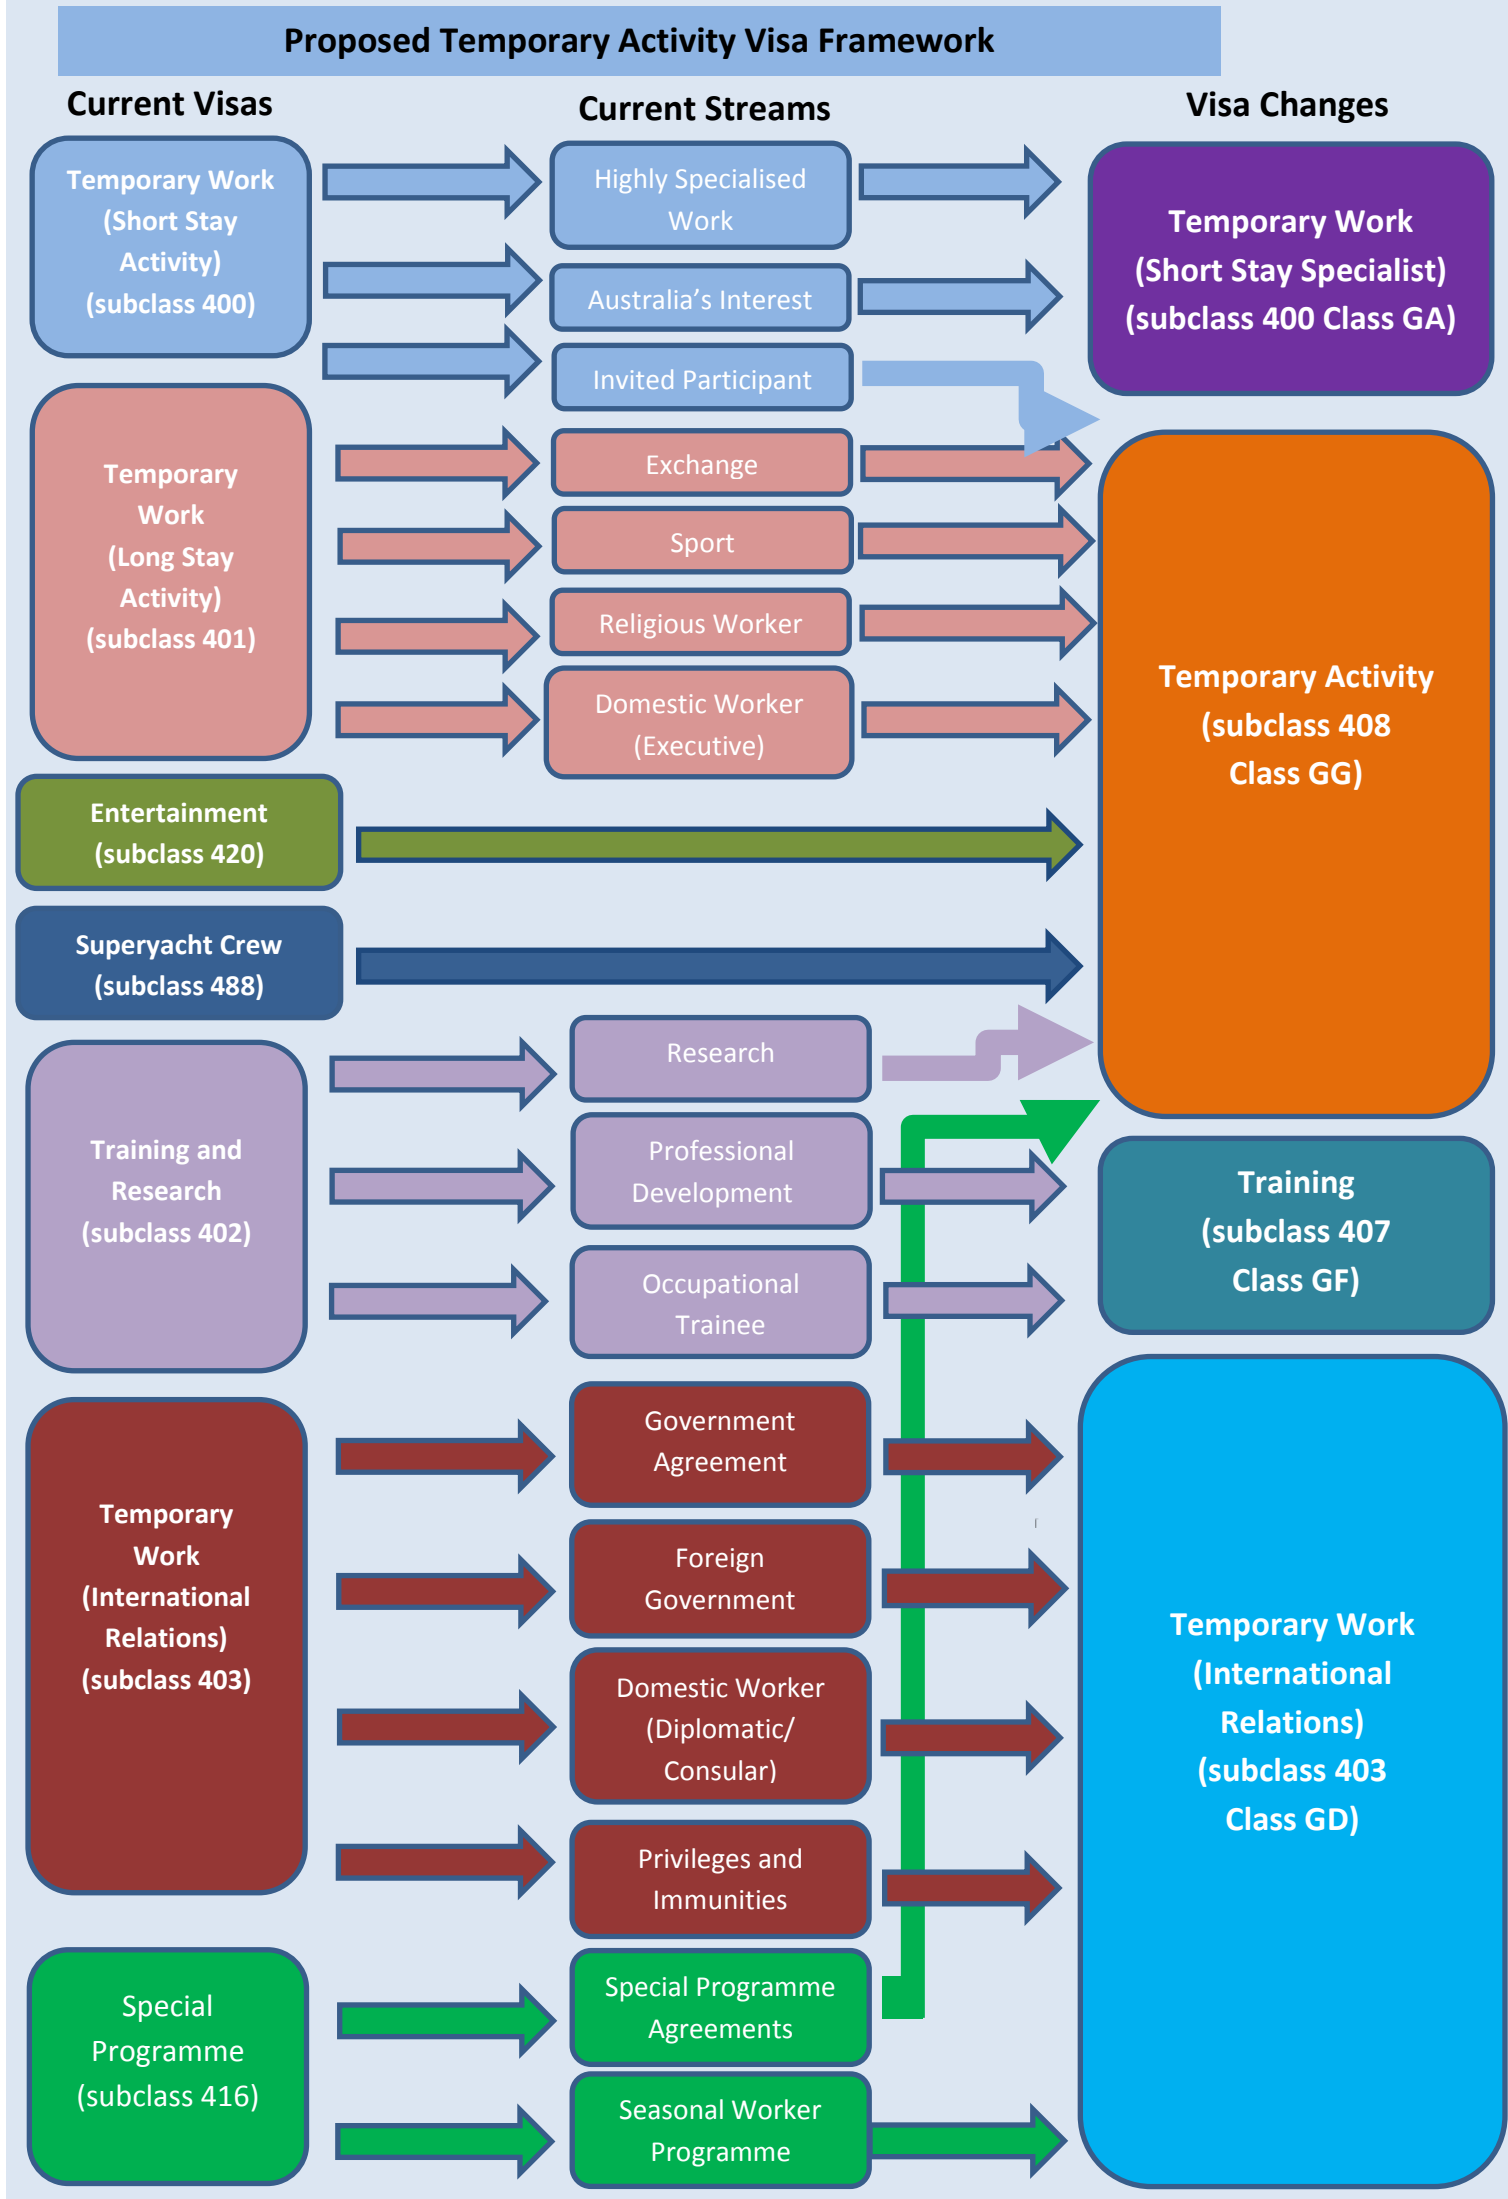 Proposed Temporary Activity Visa Framework
Current Visas
Current Streams
Visa Changes
Temporary Work
(Short Stay
Activity)
(subclass 400)
Highly Specialised
Work
Australia's Interest
Invited Participant
Temporary Work
(Short Stay Specialist)
(subclass 400 Class GA)
Temporary
Work
(Long Stay
Activity)
(subclass 401)
Exchange
Sport
Religious Worker
Domestic Worker
(Executive)
Temporary Activity
(subclass 408
Class GG)
Entertainment
(subclass 420)
Superyacht Crew
(subclass 488)
Training and
Research
(subclass 402)
Research
Professional
Development
Occupational
Trainee
Training
(subclass 407
Class GF)
Temporary
Work
(International
Relations)
(subclass 403)
Government
Agreement
Foreign
Government
Domestic Worker
(Diplomatic/
Consular)
Privileges and
Immunities
Temporary Work
(International
Relations)
(subclass 403
Class GD)
Special
Programme
(subclass 416)
Special Programme
Agreements
Seasonal Worker
Programme